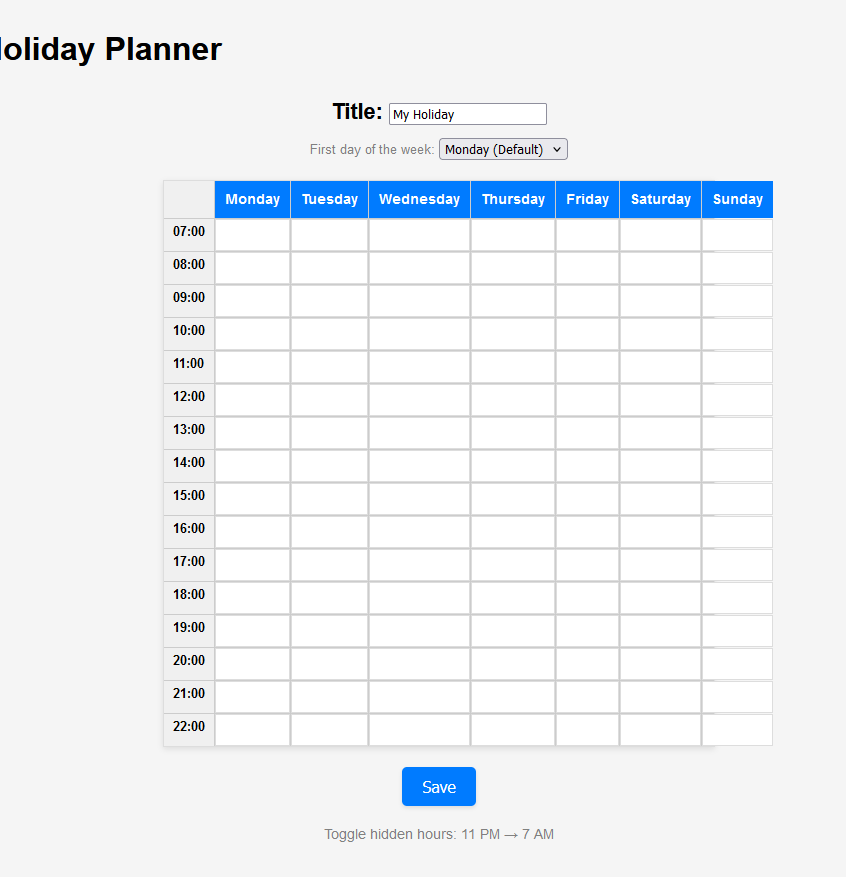 oliday Planner
Title: My Holiday
First day of the week: Monday (Default)
Monday Tuesday Wednesday Thursday Friday Saturday Sunday
07:00
08:00
09:00
10:00
11:00
12:00
13:00
14:00
15:00
16:00
17:00
18:00
19:00
20:00
21:00
22:00
Save
Toggle hidden hours: 11 PM → 7 AM